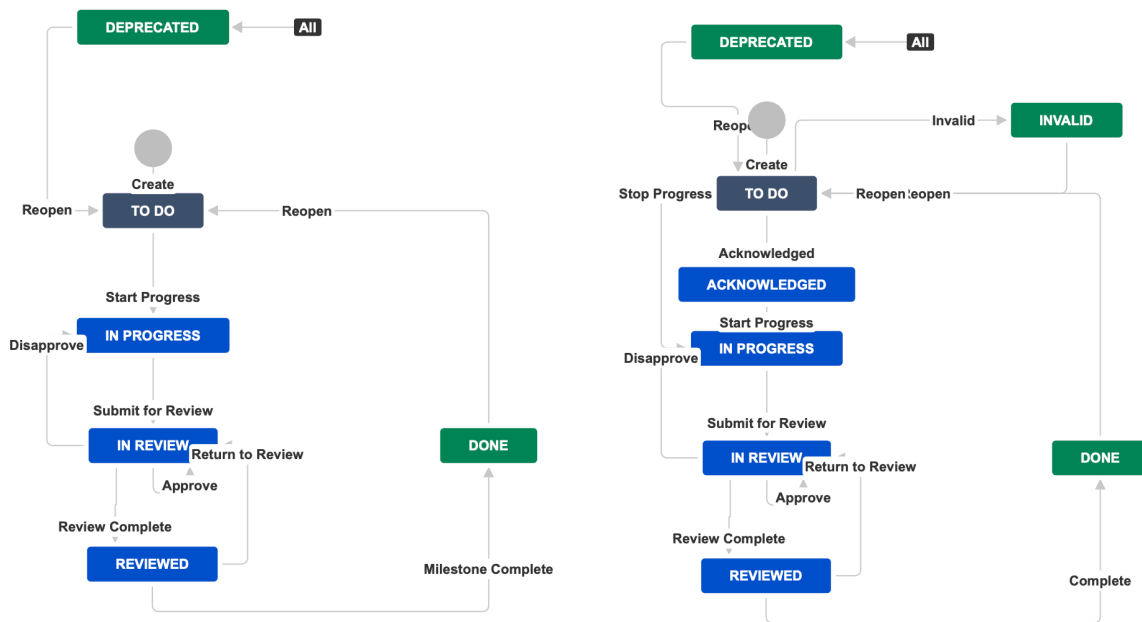 DEPRECATED
All
Create
Reopen
TO DO
Reopen
Start Progress
IN PROGRESS
Disapprove
Submit for Review
IN REVIEW
Return to Review
Approve
DONE
Review Complete
REVIEWED
Milestone Complete
DEPRECATED
All
Reop
Invalid
INVALID
Create
Stop Progress
TO DO
Reopen
eopen
Acknowledged
ACKNOWLEDGED
Start Progress
IN PROGRESS
Disapprove
Submit for Review
IN REVIEW
Return to Review
Approve
DONE
Review Complete
REVIEWED
Complete